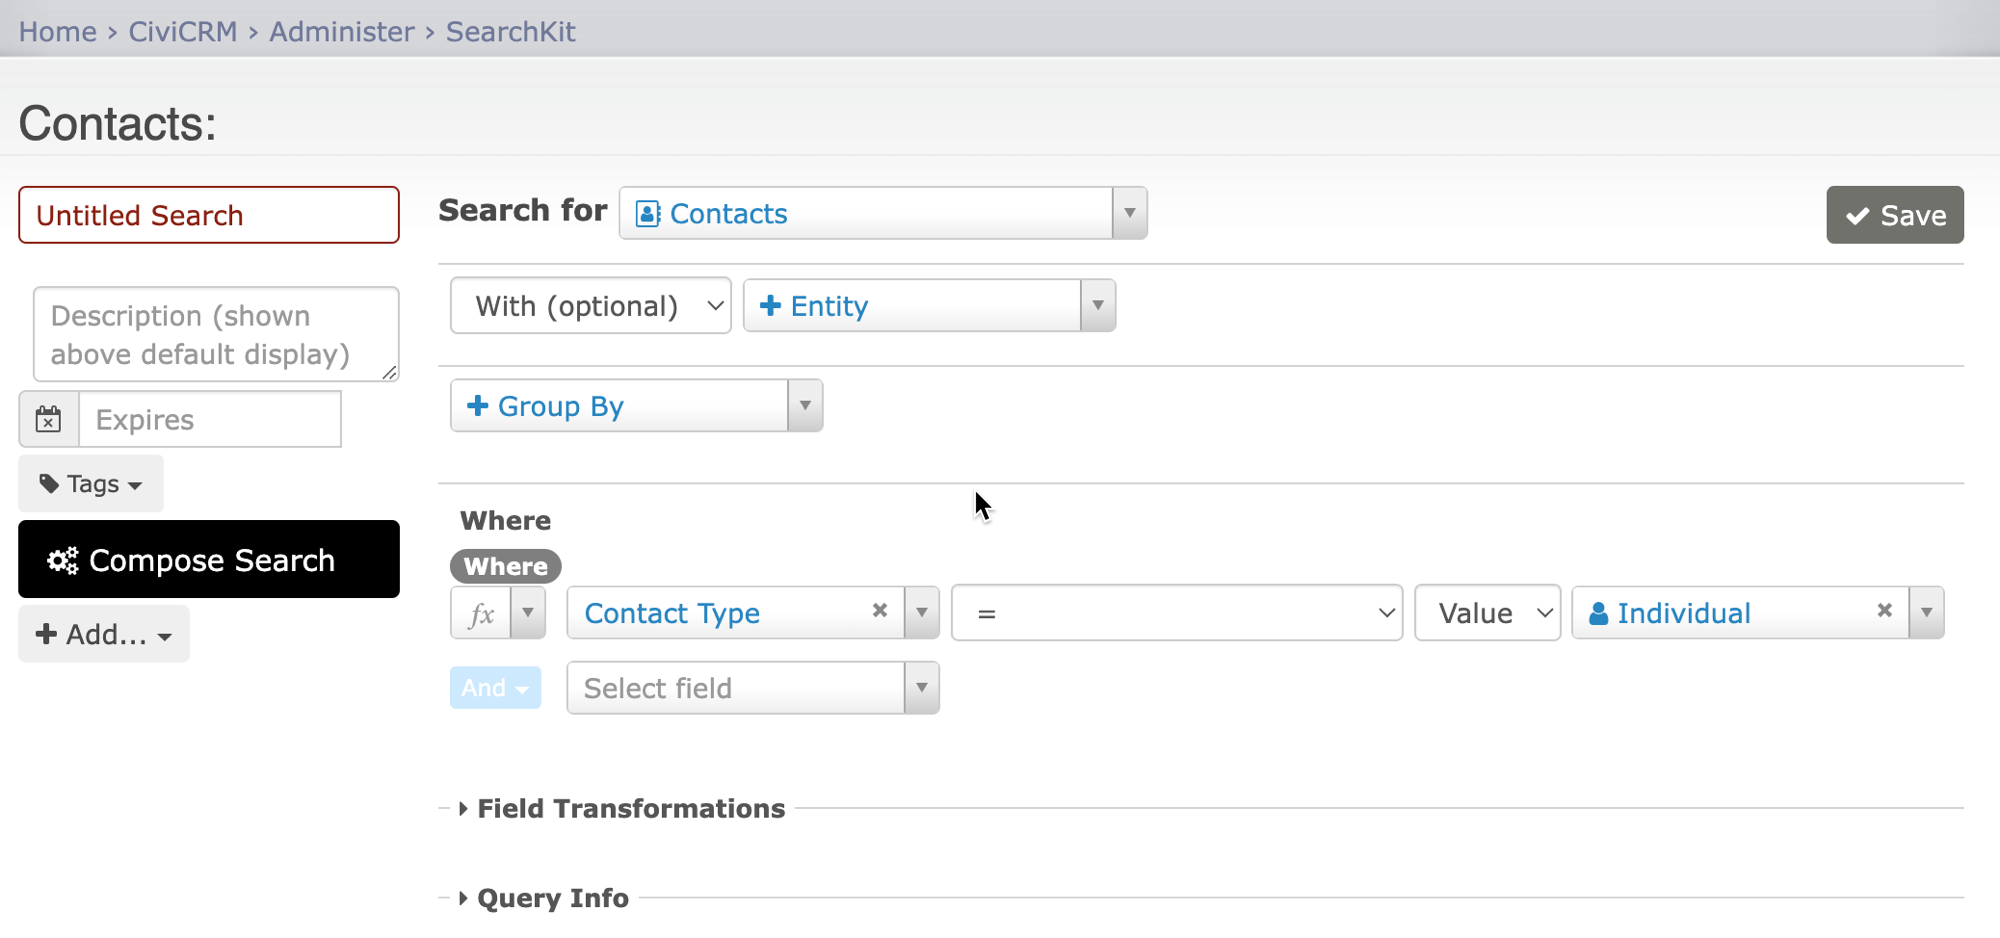 Home › CiviCRM › Administer › SearchKit
Contacts:
Untitled Search
Search for Contacts
Save
Description (shown above default display)
With (optional) + Entity
Expires
+ Group By
Tags
Where
Compose Search
Where
fx Contact Type × = Value Individual ×
+ Add...
And Select field
Field Transformations
Query Info